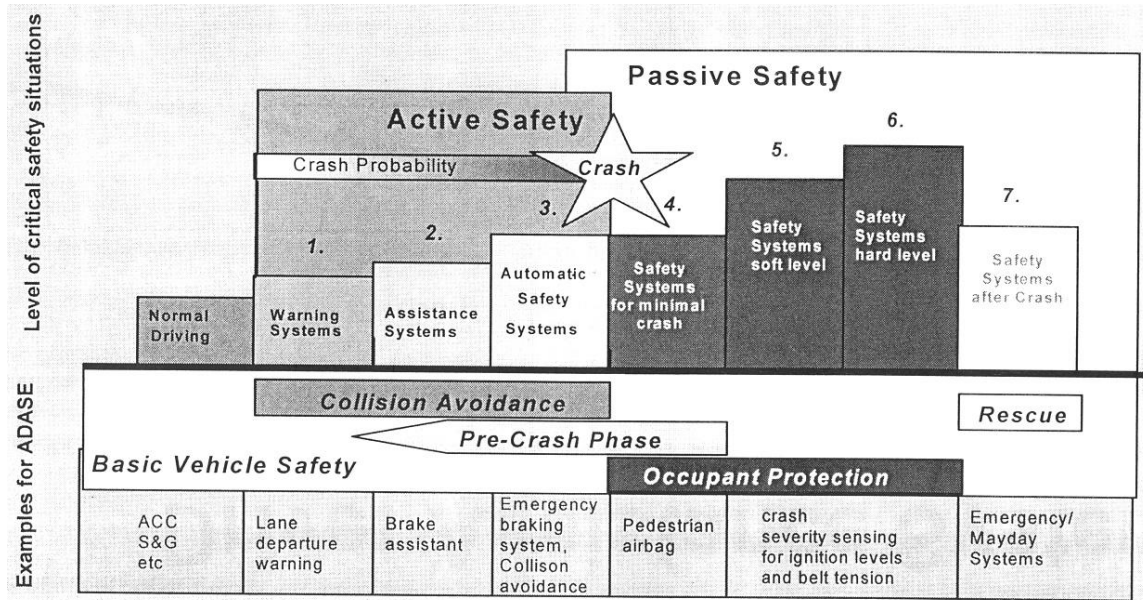 Level of critical safety situations
Passive Safety
Active Safety
Crash Probability
Crash
1.
2.
3.
4.
5.
6.
7.
Normal
Driving
Warning
Systems
Assistance
Systems
Automatic
Safety
Systems
Safety
Systems
for minimal
crash
Safety
Systems
soft level
Safety
Systems
hard level
Safety
Systems
after Crash
Examples for ADASE
Collision Avoidance
Pre-Crash Phase
Rescue
Basic Vehicle Safety
Occupant Protection
ACC
S&G
etc
Lane
departure
warning
Brake
assistant
Emergency
braking
system,
Collison
avoidance
Pedestrian
airbag
crash
severity sensing
for ignition levels
and belt tension
Emergency/
Mayday
Systems